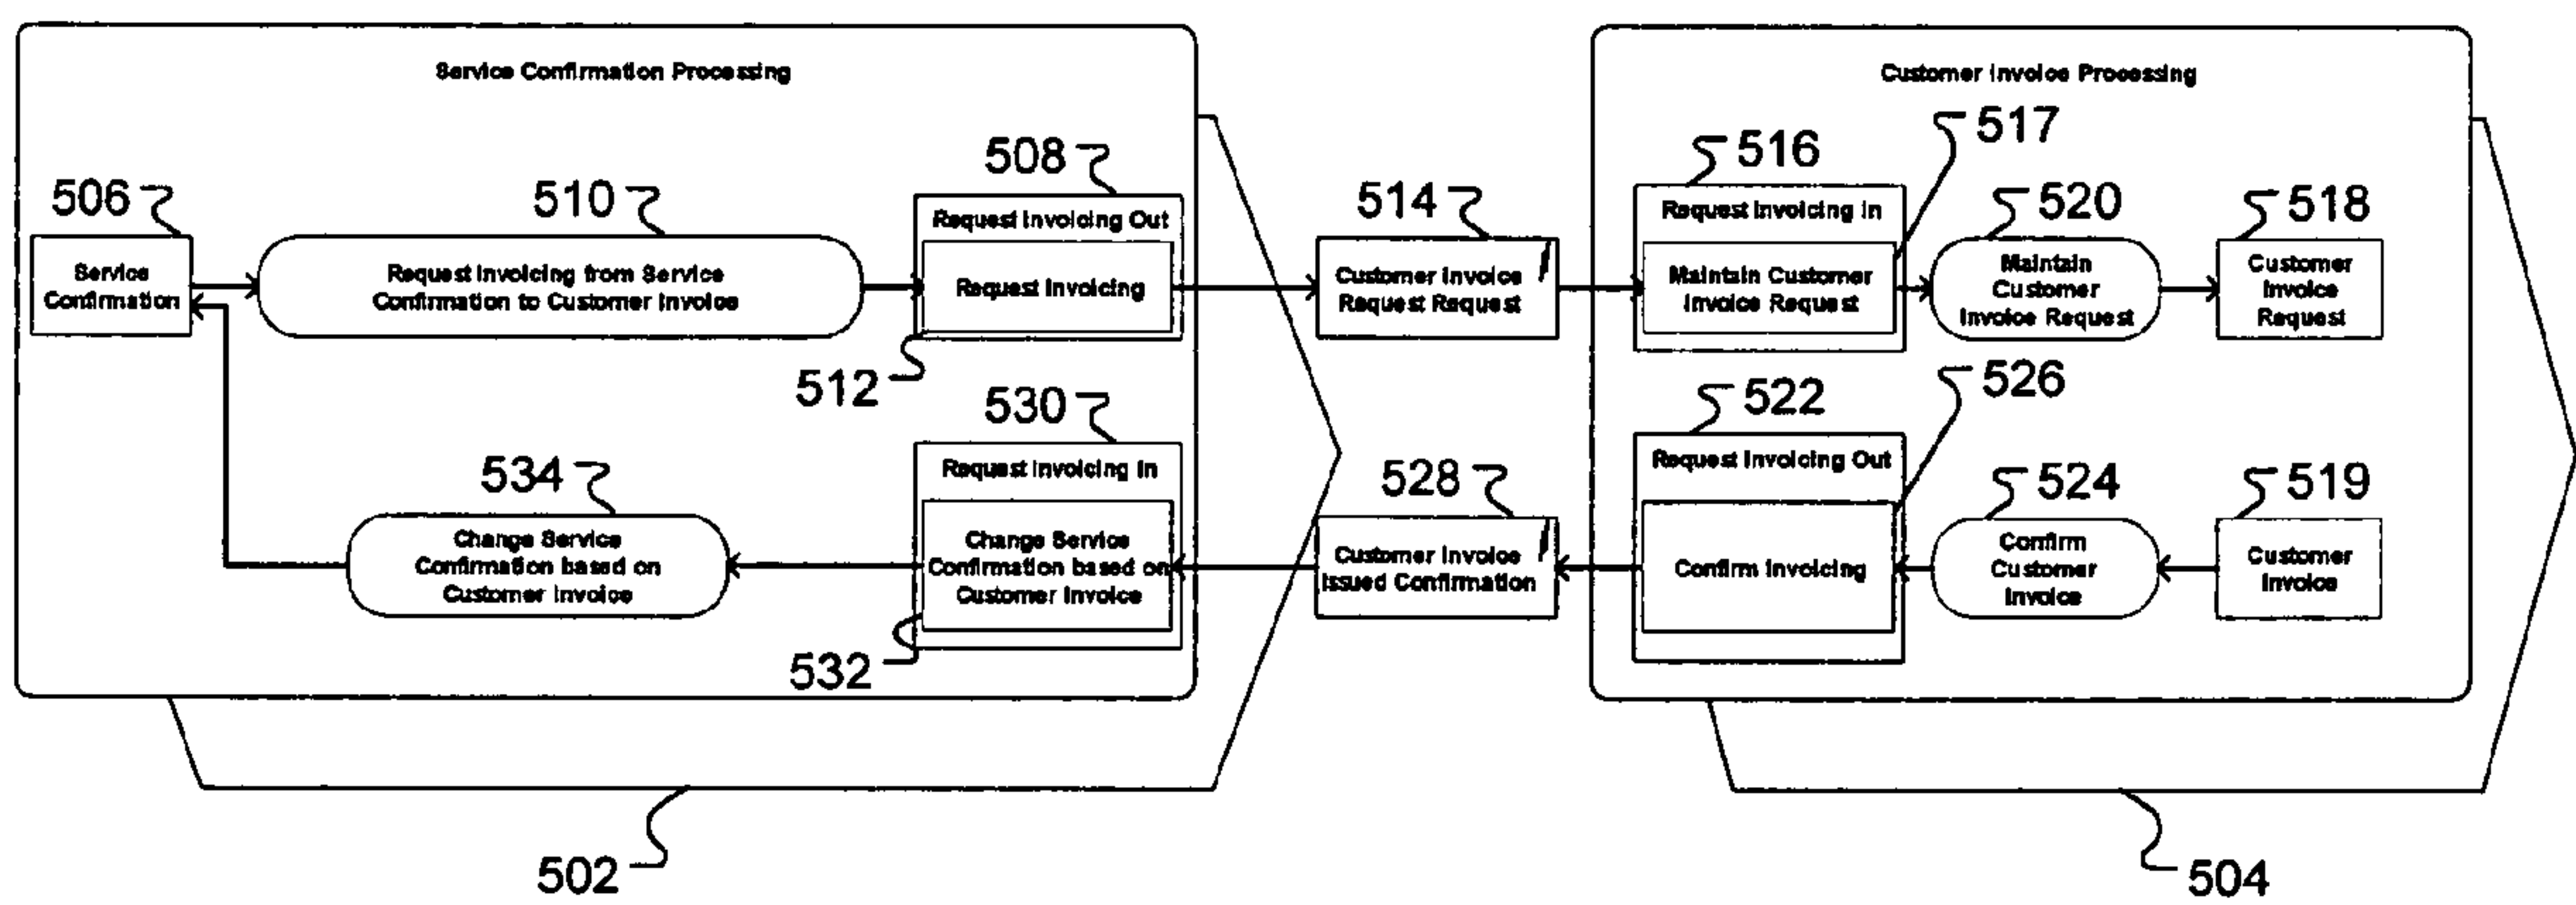 Service Confirmation Processing
Customer Invoice Processing
506
510
508
514
516
517
520
518
Service
Confirmation
Request Invoicing from Service
Confirmation to Customer Invoice
Request Invoicing Out
Request Invoicing
Customer Invoice
Request Request
Request Invoicing In
Maintain Customer
Invoice Request
Maintain
Customer
Invoice Request
Customer
Invoice
Request
512
534
530
528
522
526
524
519
Change Service
Confirmation based on
Customer Invoice
Request Invoicing In
Change Service
Confirmation based on
Customer Invoice
Customer Invoice
Issued Confirmation
Request Invoicing Out
Confirm Invoicing
Confirm
Customer
Invoice
Customer
Invoice
532
502
504